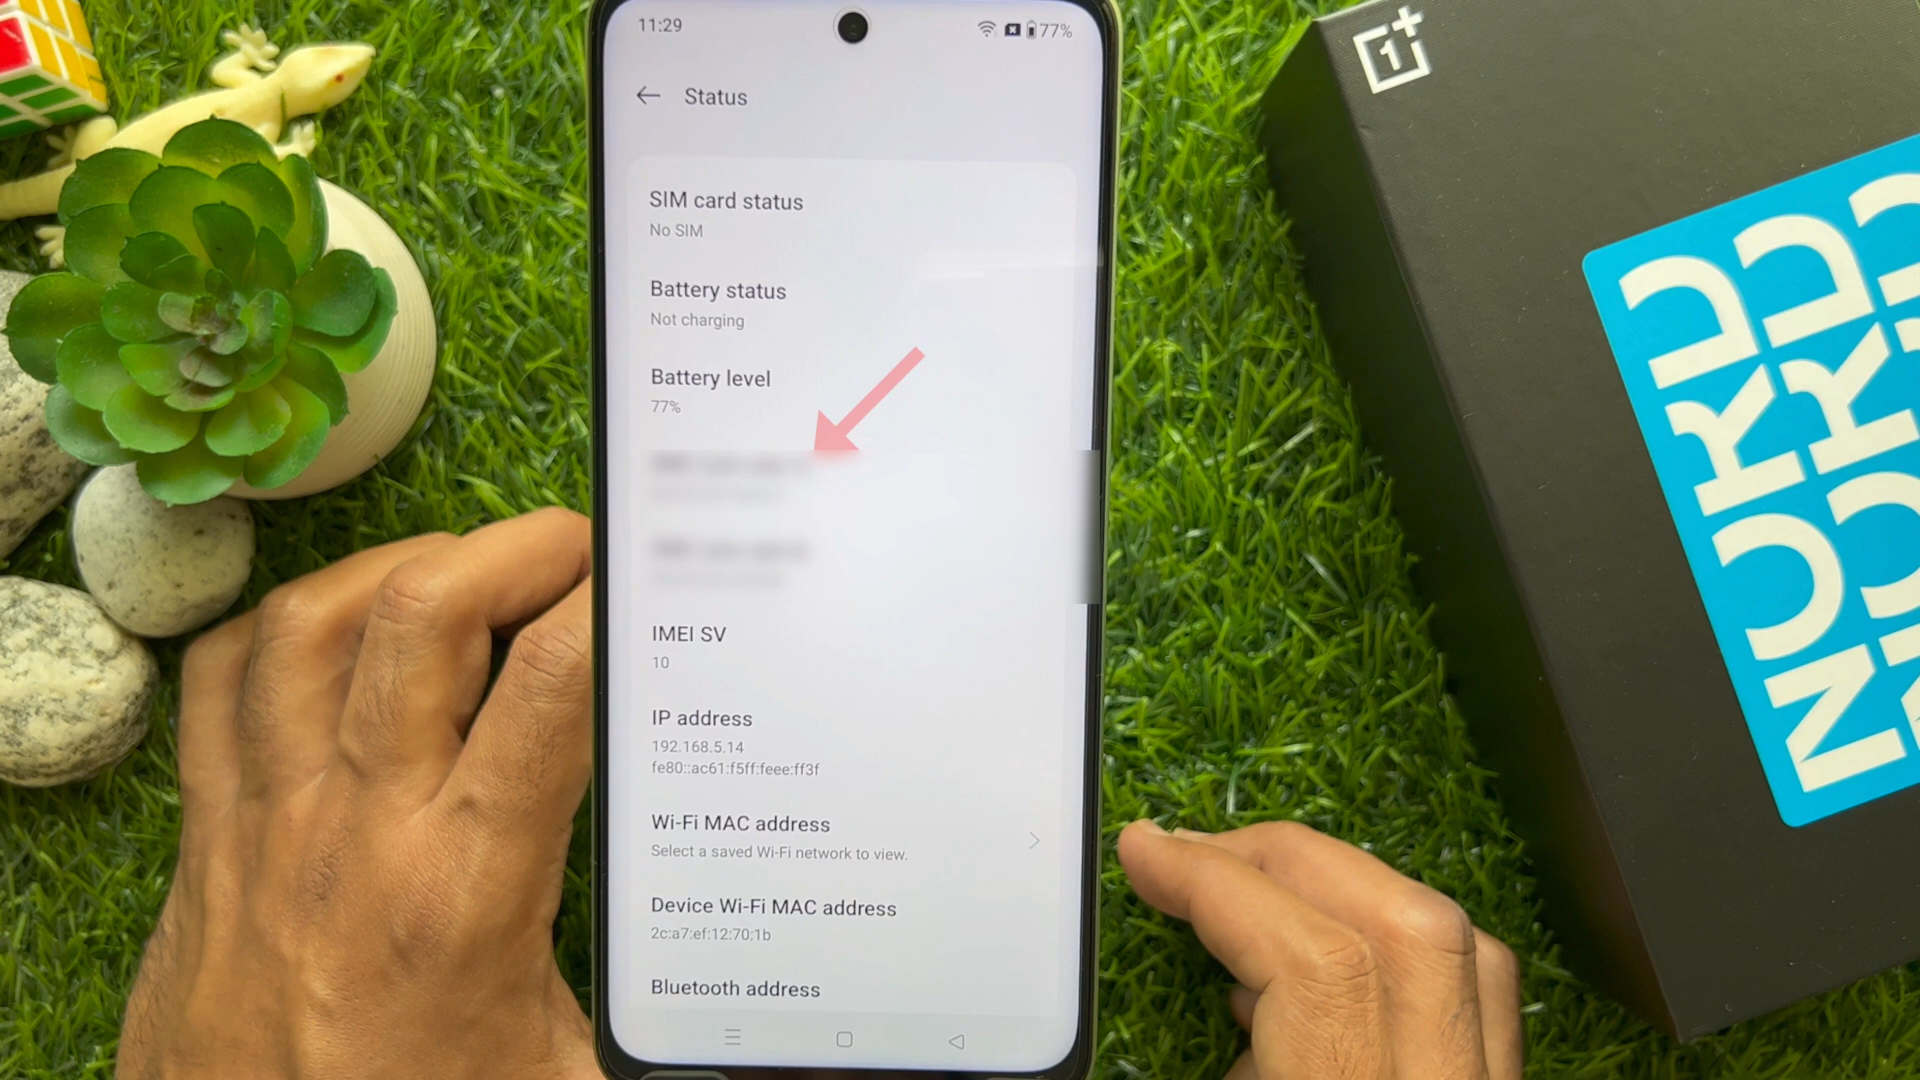 11:29
77%
Status
SIM card status
No SIM
Battery status
Not charging
Battery level
77%
IMEI SV
10
IP address
192.168.5.14
fe80::ac61:f5ff:feee:ff3f
Wi-Fi MAC address
Select a saved Wi-Fi network to view.
Device Wi-Fi MAC address
2c:a7:ef:12:70:1b
Bluetooth address
1+
NORD